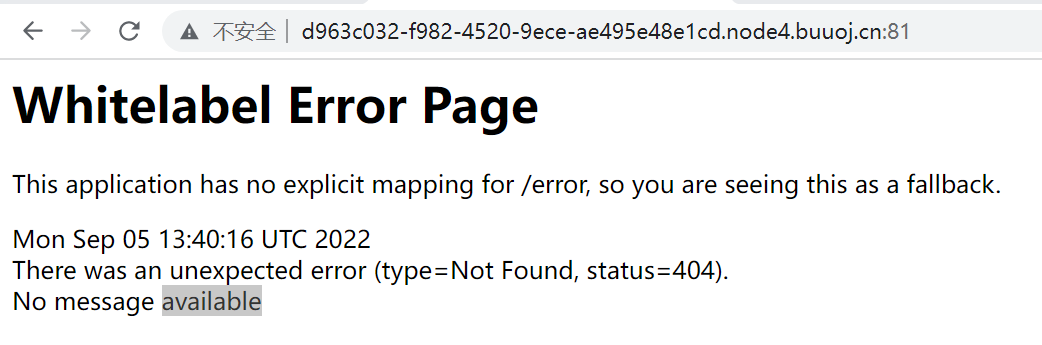 不安全 d963c032-f982-4520-9ece-ae495e48e1cd.node4.buuoj.cn:81
Whitelabel Error Page
This application has no explicit mapping for /error, so you are seeing this as a fallback.
Mon Sep 05 13:40:16 UTC 2022
There was an unexpected error (type=Not Found, status=404).
No message available